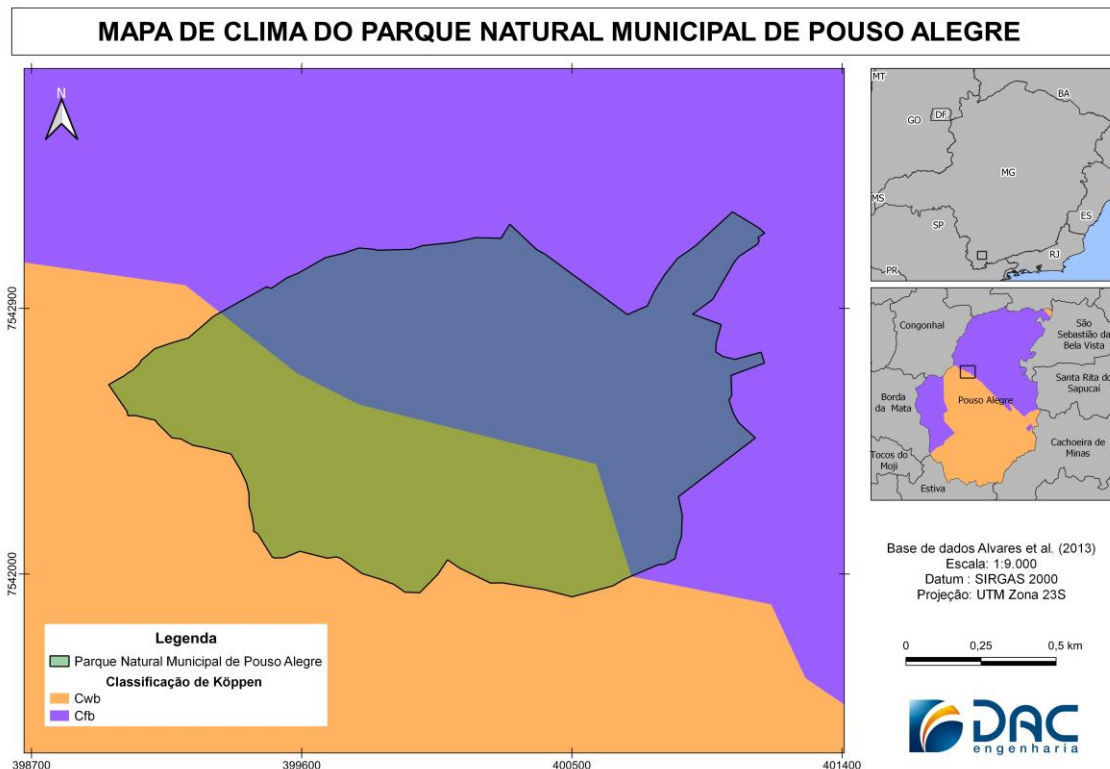 MAPA DE CLIMA DO PARQUE NATURAL MUNICIPAL DE POUSO ALEGRE
N
7542900
7542000
398700
399600
400500
401400
Legenda
Parque Natural Municipal de Pouso Alegre
Classificação de Köppen
Cwb
Cfb
MT
BA
GO
DF
MG
MS
ES
SP
RJ
PR
Congonhal
São
Sebastião da
Bela Vista
Santa Rita do
Sapucaí
Borda
da Mata
Pouso Alegre
Cachoeira de
Minas
Tocos do
Moji
Estiva
Base de dados Alvares et al. (2013)
Escala: 1:9.000
Datum : SIRGAS 2000
Projeção: UTM Zona 23S
0
0,25
0,5 km
DAC
engenharia